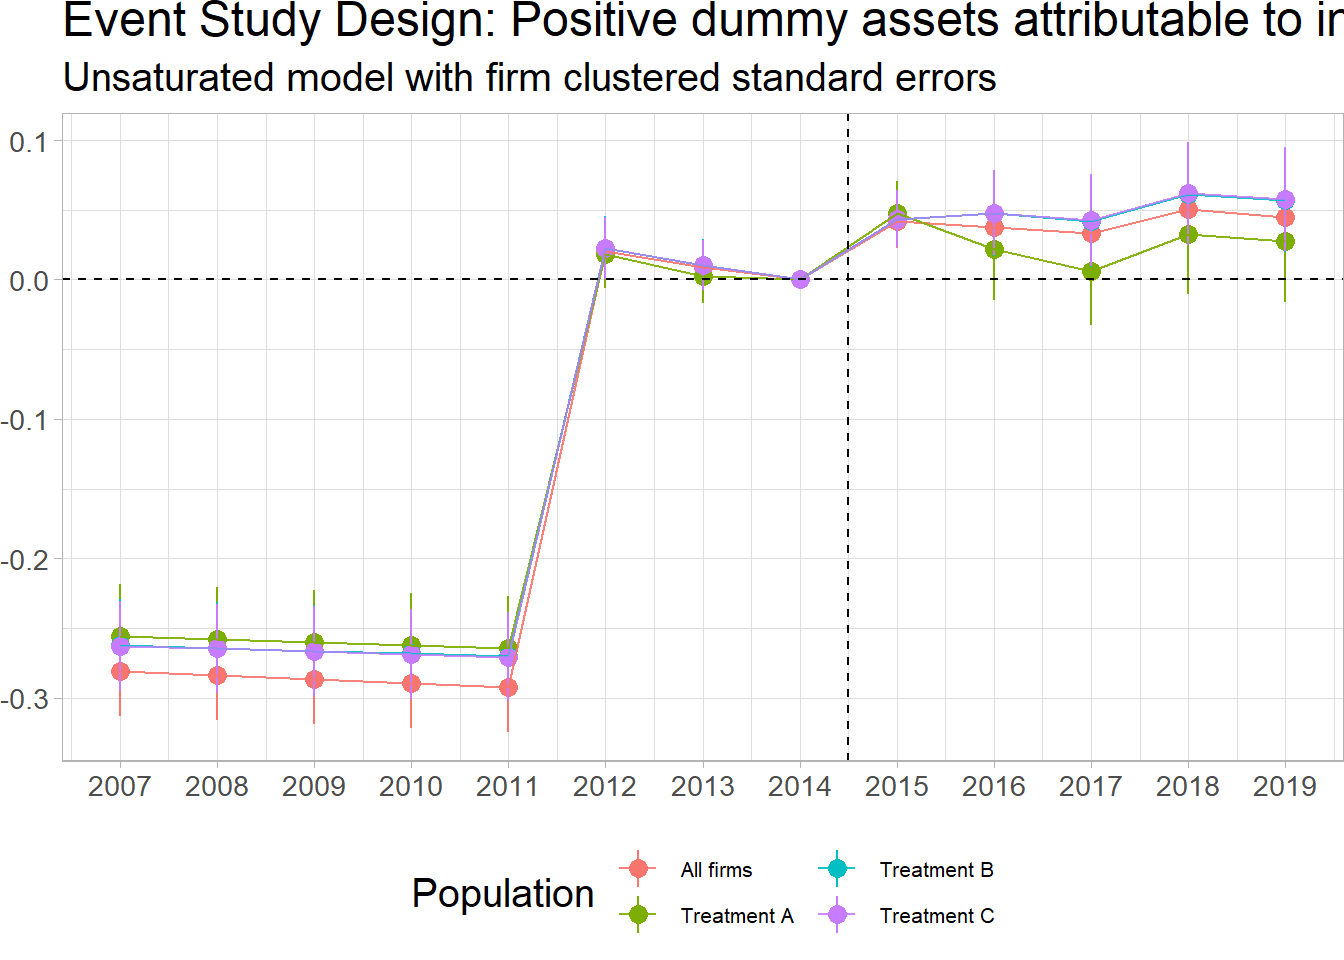 Event Study Design: Positive dummy assets attributable to in
Unsaturated model with firm clustered standard errors
0.1
0.0
-0.1
-0.2
-0.3
2007 2008 2009 2010 2011 2012 2013 2014 2015 2016 2017 2018 2019
Population
All firms
Treatment A
Treatment B
Treatment C